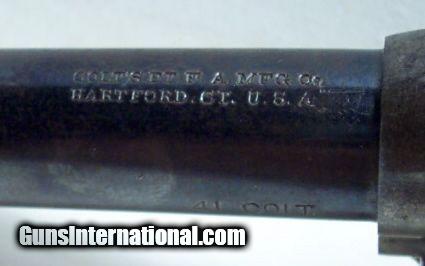 COLT'S PT F. A. MFG. Co.
HARTFORD. CT. U. S. A.
41 COLT
GunsInternational.com